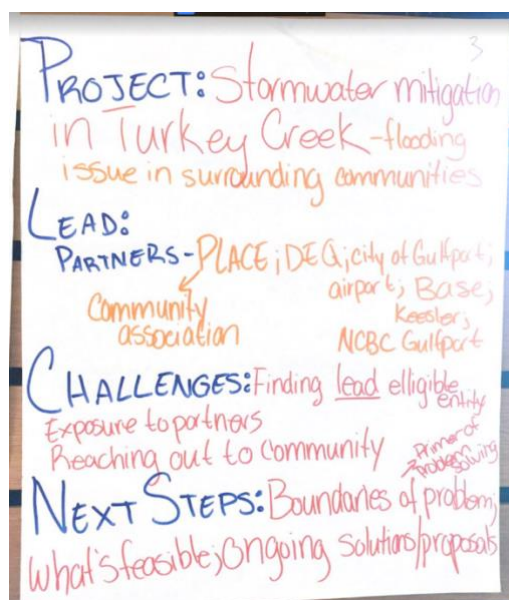 3
PROJECT: Stormwater mitigation
in Turkey Creek - flooding
issue in surrounding communities
LEAD:
PARTNERS - PLACE; DEQ; city of Gulfport;
airport; Base;
Community
association
Keesler;
NCBC Gulfport
CHALLENGES: Finding lead elligible
entity
Exposure to partners
Reaching out to Community
Primer of
Problem solving
NEXT STEPS: Boundaries of problem;
what's feasible; Ongoing solutions/proposals